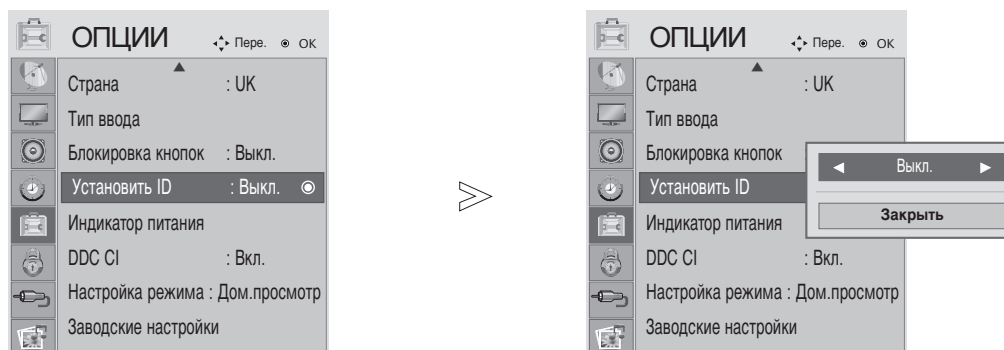 ОПЦИИ Пере. ОК
Страна : UK
Тип ввода
Блокировка кнопок : Выкл.
Установить ID : Выкл.
Индикатор питания
DDC CI : Вкл.
Настройка режима : Дом.просмотр
Заводские настройки
ОПЦИИ Пере. ОК
Страна : UK
Тип ввода
Блокировка кнопок :
Установить ID
Индикатор питания
DDC CI : Вкл.
Настройка режима : Дом.просмотр
Заводские настройки
◄ Выкл. ►
Закрыть